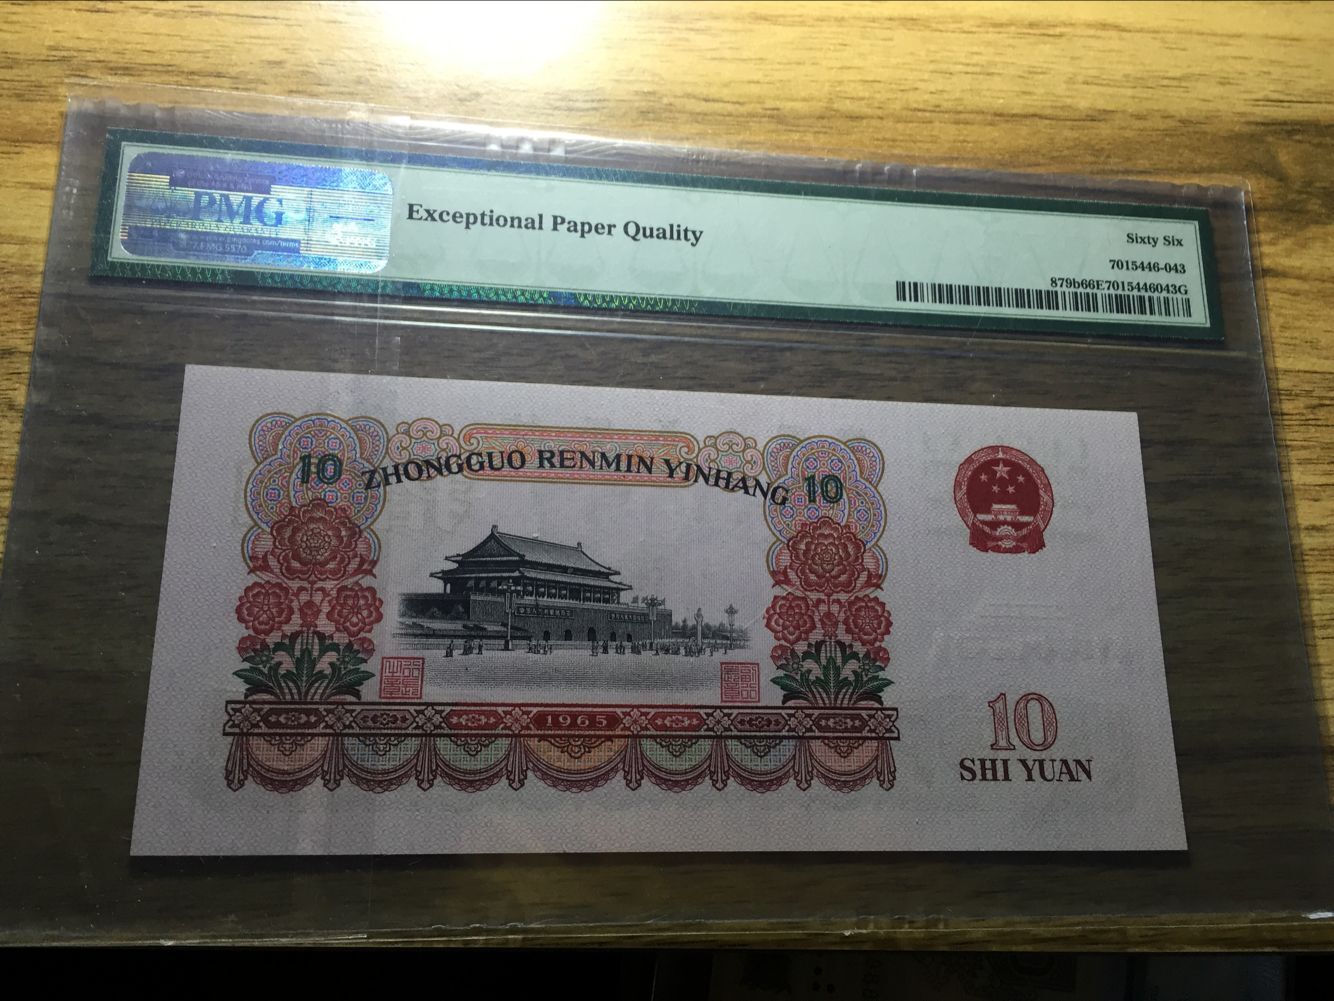 PMG
Exceptional Paper Quality
Sixty Six
7015446-043
879b66E7015446043G
10 ZHONGGUO RENMIN YINHANG 10
1965
10
SHI YUAN